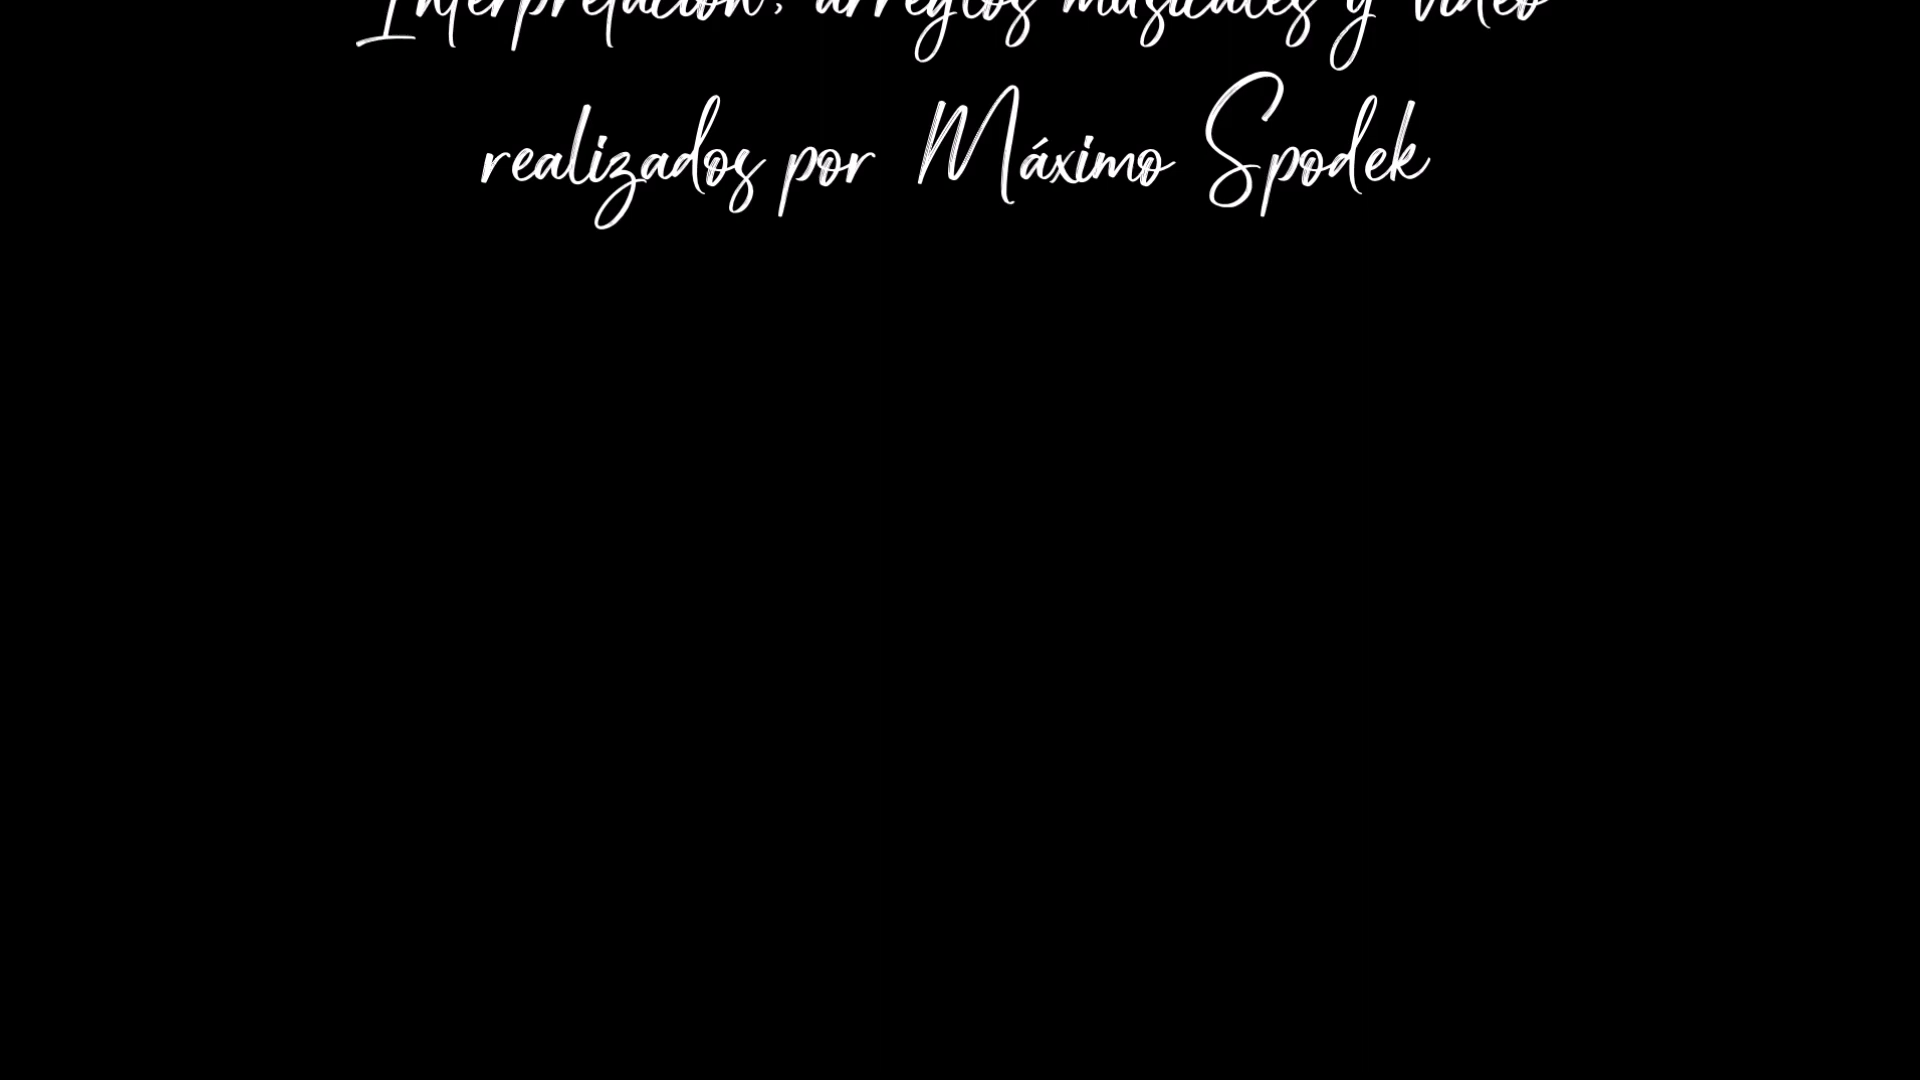 Interpretación, arreglos musicales y video
realizados por Máximo Spodek